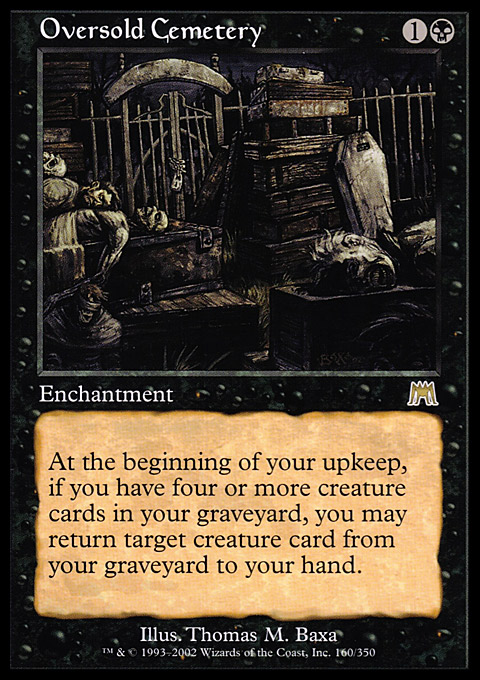 Oversold Cemetery 1
Enchantment
At the beginning of your upkeep,
if you have four or more creature
cards in your graveyard, you may
return target creature card from
your graveyard to your hand.
Illus. Thomas M. Baxa
™ & © 1993–2002 Wizards of the Coast, Inc. 160/350